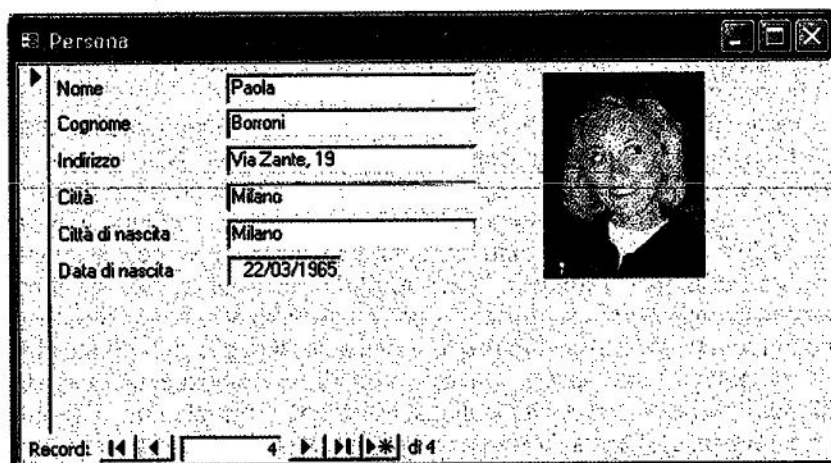 Persona
Nome Paola
Cognome Borroni
Indirizzo Via Zante, 19
Città Milano
Città di nascita Milano
Data di nascita 22/03/1965
Record: 4 di 4